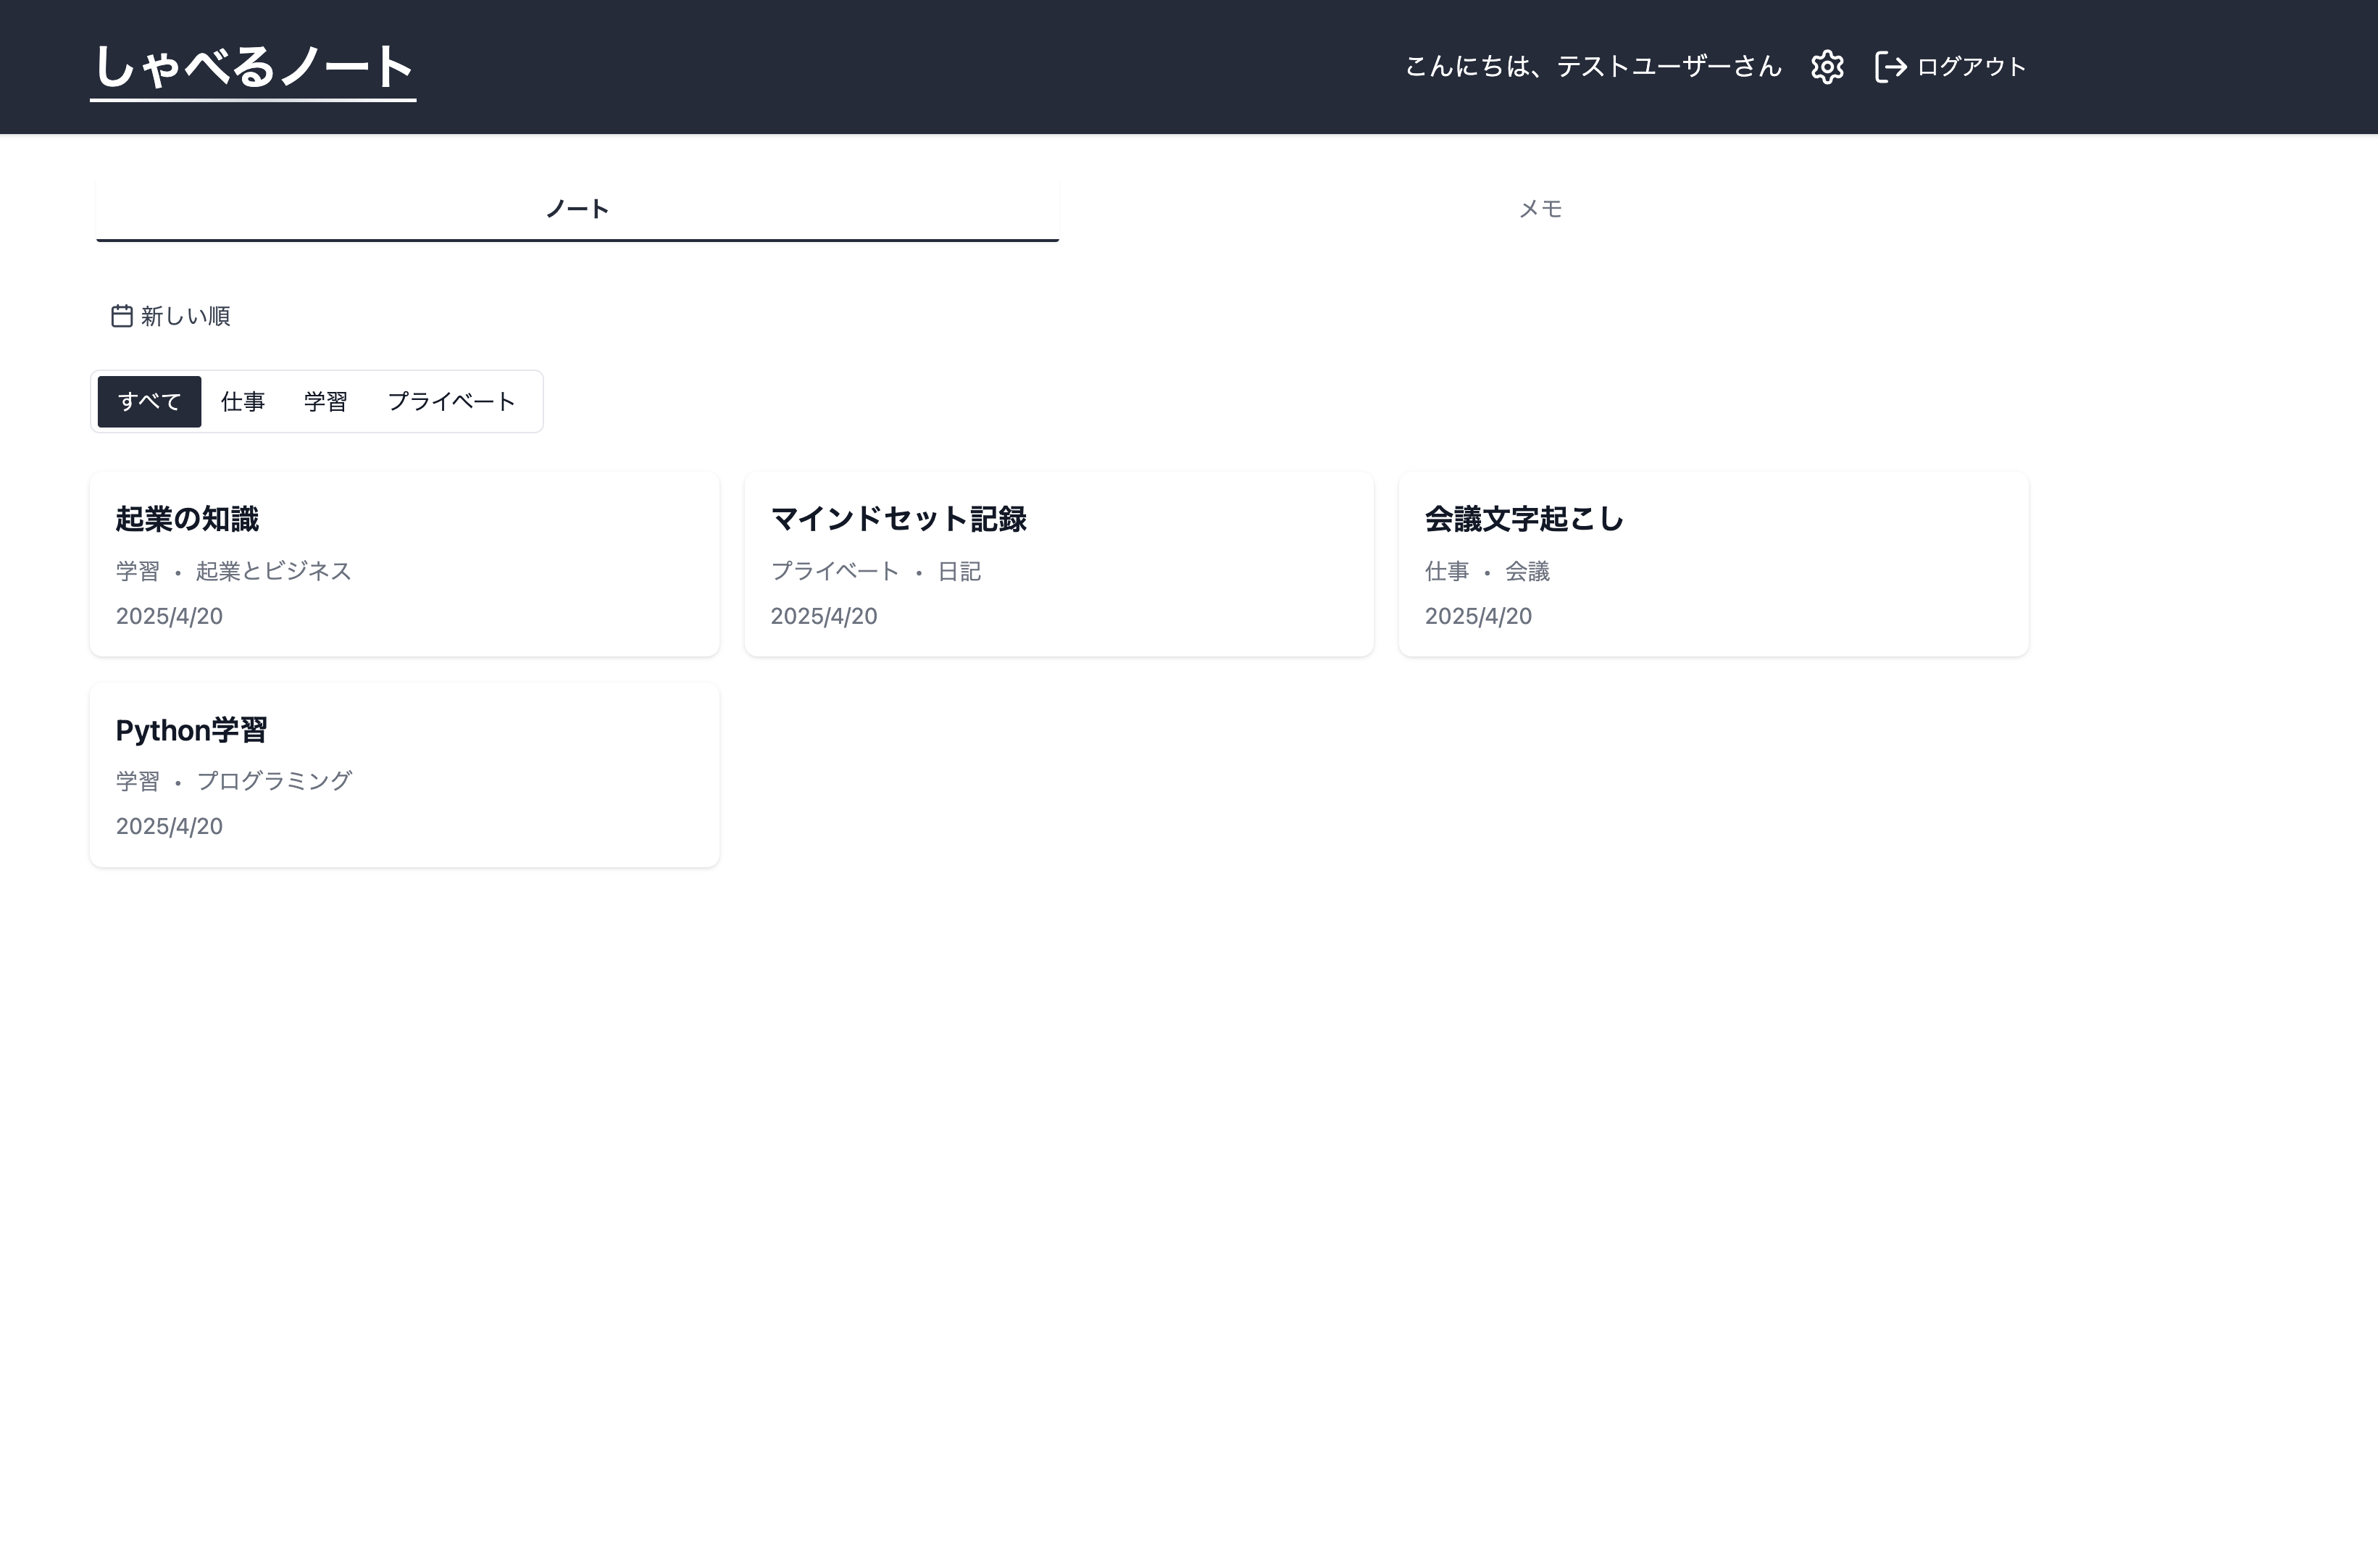 しゃべるノート
こんにちは、テストユーザーさん
ログアウト
ノート
メモ
新しい順
すべて
仕事
学習
プライベート
起業の知識
学習 • 起業とビジネス
2025/4/20
マインドセット記録
プライベート • 日記
2025/4/20
会議文字起こし
仕事 • 会議
2025/4/20
Python学習
学習 • プログラミング
2025/4/20